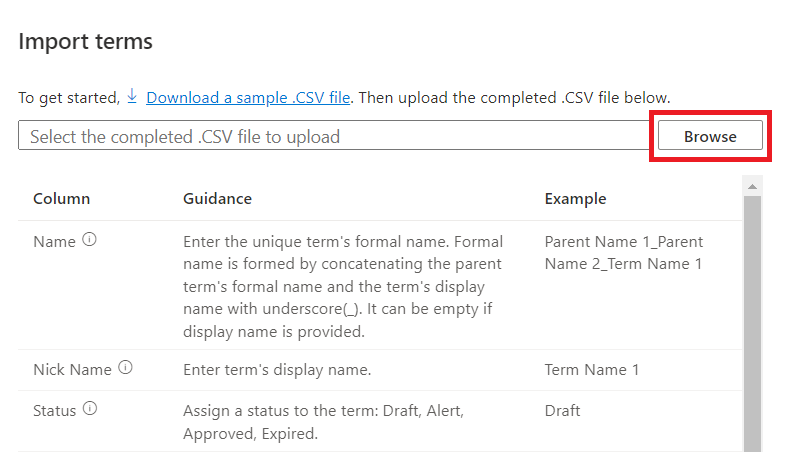 Import terms
To get started, Download a sample .CSV file. Then upload the completed .CSV file below.
Select the completed .CSV file to upload
Browse
Column Guidance Example
Name Enter the unique term's formal name. Formal Parent Name 1_Parent
name is formed by concatenating the parent Name 2_Term Name 1
term's formal name and the term's display
name with underscore(_). It can be empty if
display name is provided.
Nick Name Enter term's display name. Term Name 1
Status Assign a status to the term: Draft, Alert, Draft
Approved, Expired.